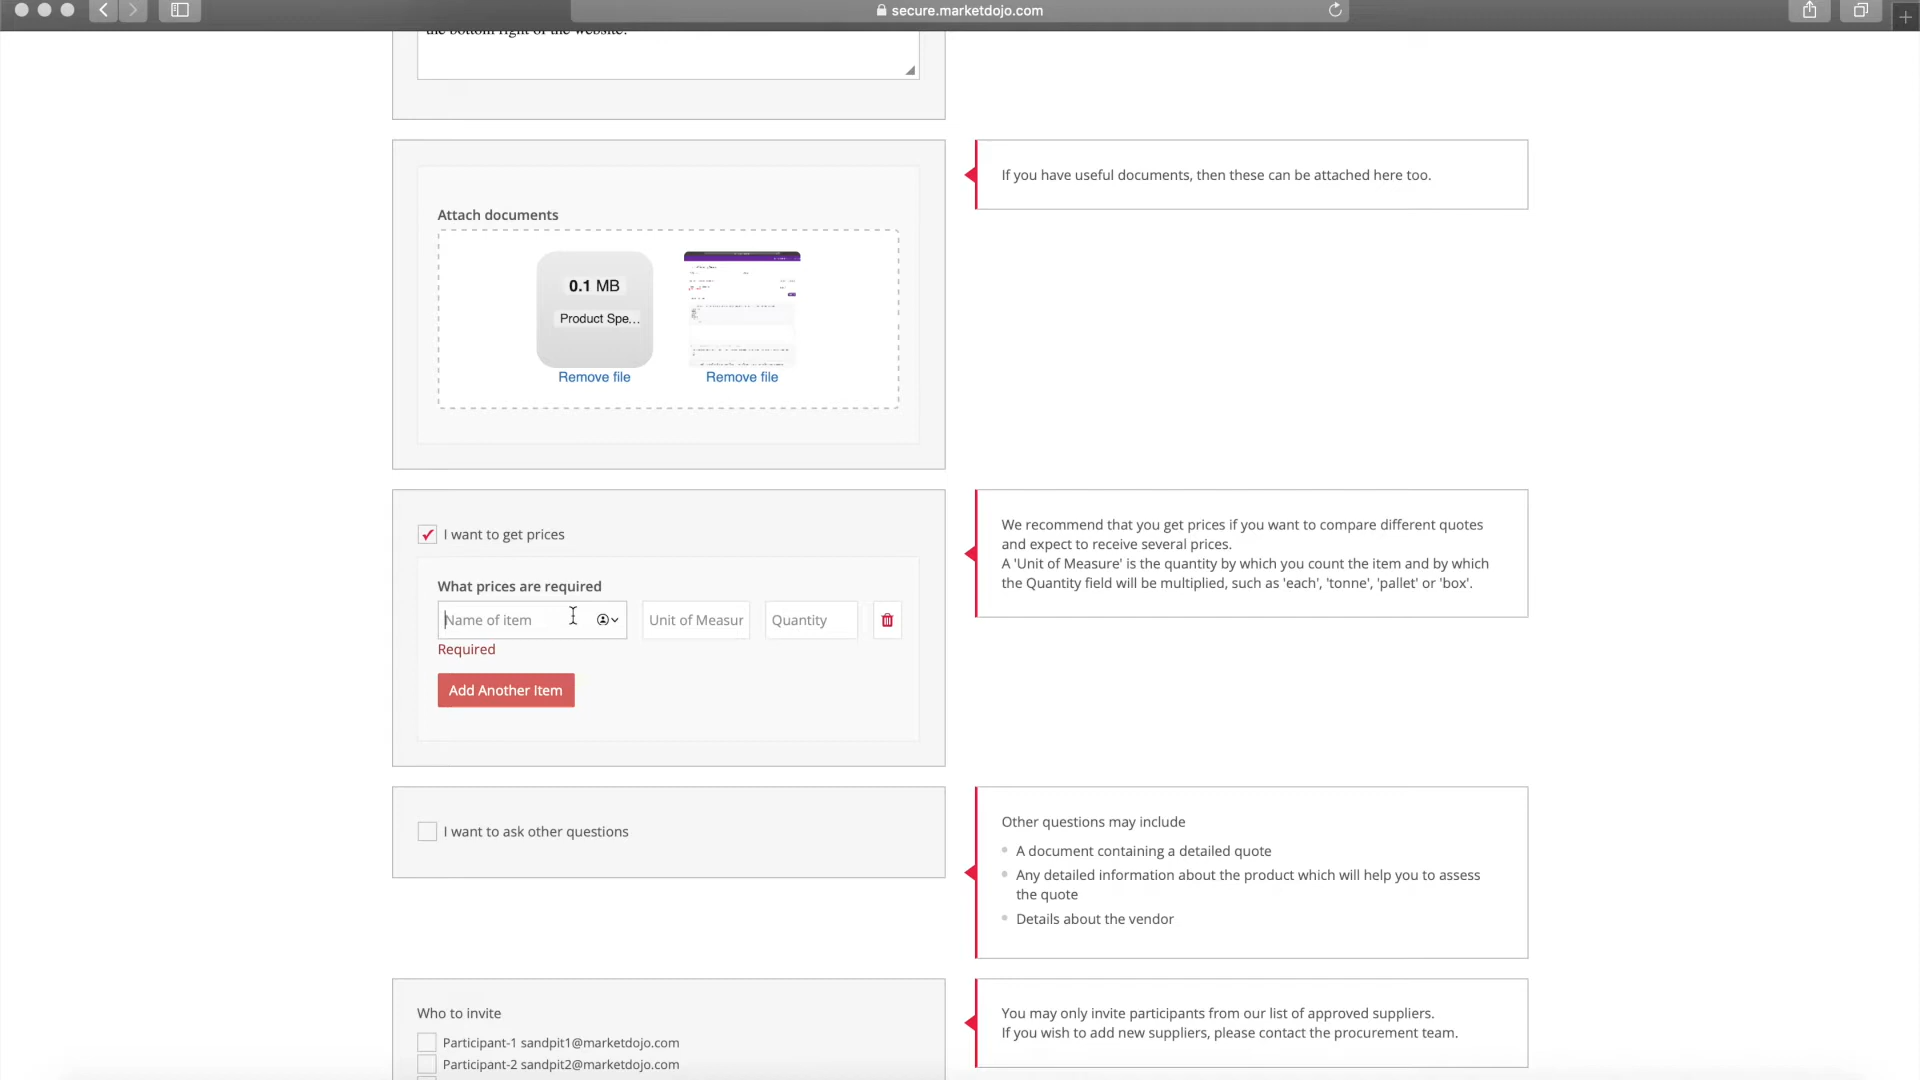 secure.marketdojo.com
the bottom right of the website.
If you have useful documents, then these can be attached here too.
Attach documents
0.1 MB
Product Spe...
Remove file
Remove file
We recommend that you get prices if you want to compare different quotes
and expect to receive several prices.
A 'Unit of Measure' is the quantity by which you count the item and by which
the Quantity field will be multiplied, such as 'each', 'tonne', 'pallet' or 'box'.
I want to get prices
What prices are required
Name of item
Unit of Measur
Quantity
Required
Add Another Item
I want to ask other questions
Other questions may include
A document containing a detailed quote
Any detailed information about the product which will help you to assess
the quote
Details about the vendor
Who to invite
Participant-1 sandpit1@marketdojo.com
Participant-2 sandpit2@marketdojo.com
You may only invite participants from our list of approved suppliers.
If you wish to add new suppliers, please contact the procurement team.